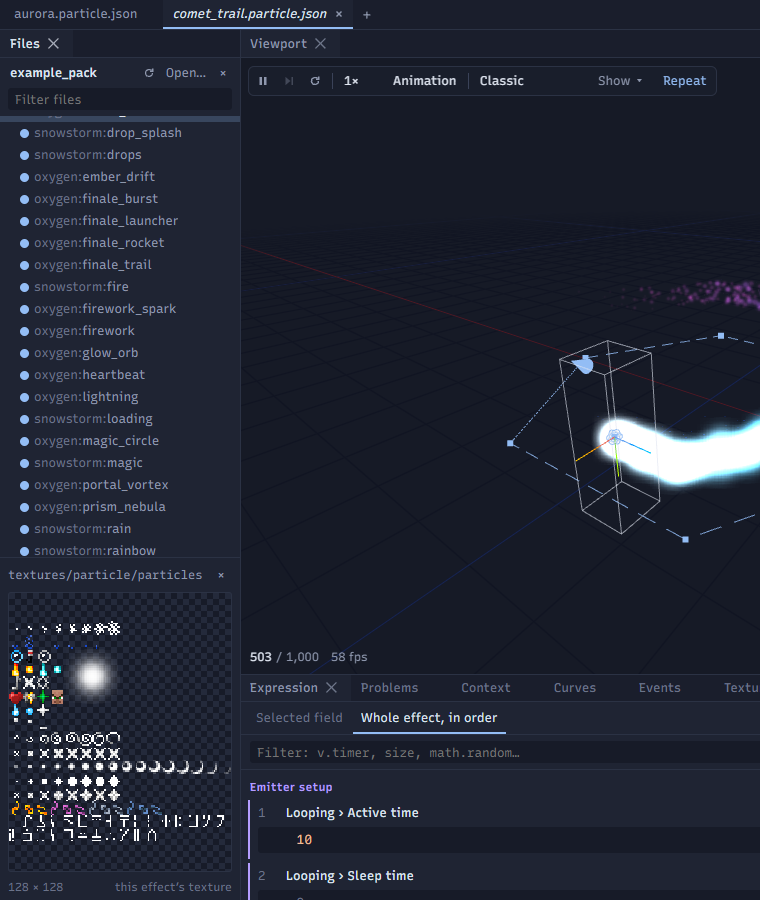 aurora.particle.json comet_trail.particle.json × +
Files ×
Viewport ×
example_pack Open... ×
1× Animation Classic Show Repeat
Filter files
snowstorm:drop_splash
snowstorm:drops
oxygen:ember_drift
oxygen:finale_burst
oxygen:finale_launcher
oxygen:finale_rocket
oxygen:finale_trail
snowstorm:fire
oxygen:firework_spark
oxygen:firework
oxygen:glow_orb
oxygen:heartbeat
oxygen:lightning
snowstorm:loading
oxygen:magic_circle
snowstorm:magic
oxygen:portal_vortex
oxygen:prism_nebula
snowstorm:rain
snowstorm:rainbow
textures/particle/particles ×
128 × 128 this effect's texture
503 / 1,000 58 fps
Expression × Problems Context Curves Events Textu
Selected field Whole effect, in order
Filter: v.timer, size, math.random…
Emitter setup
1 Looping › Active time
10
2 Looping › Sleep time